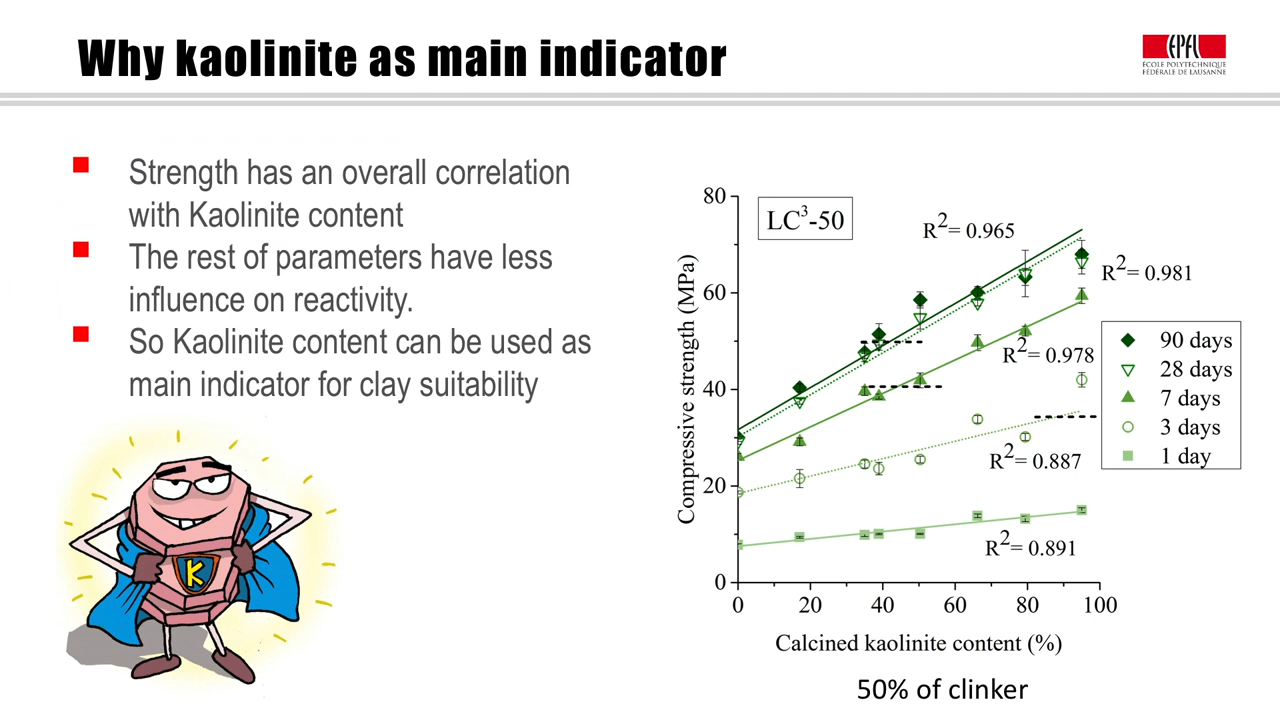 Why kaolinite as main indicator
EPFL
ÉCOLE POLYTECHNIQUE
FÉDÉRALE DE LAUSANNE
Strength has an overall correlation
with Kaolinite content
The rest of parameters have less
influence on reactivity.
So Kaolinite content can be used as
main indicator for clay suitability
K
LC³-50
R²= 0.965
R²= 0.981
R²= 0.978
R²= 0.887
R²= 0.891
90 days
28 days
7 days
3 days
1 day
Compressive strength (MPa)
80
60
40
20
0
0 20 40 60 80 100
Calcined kaolinite content (%)
50% of clinker